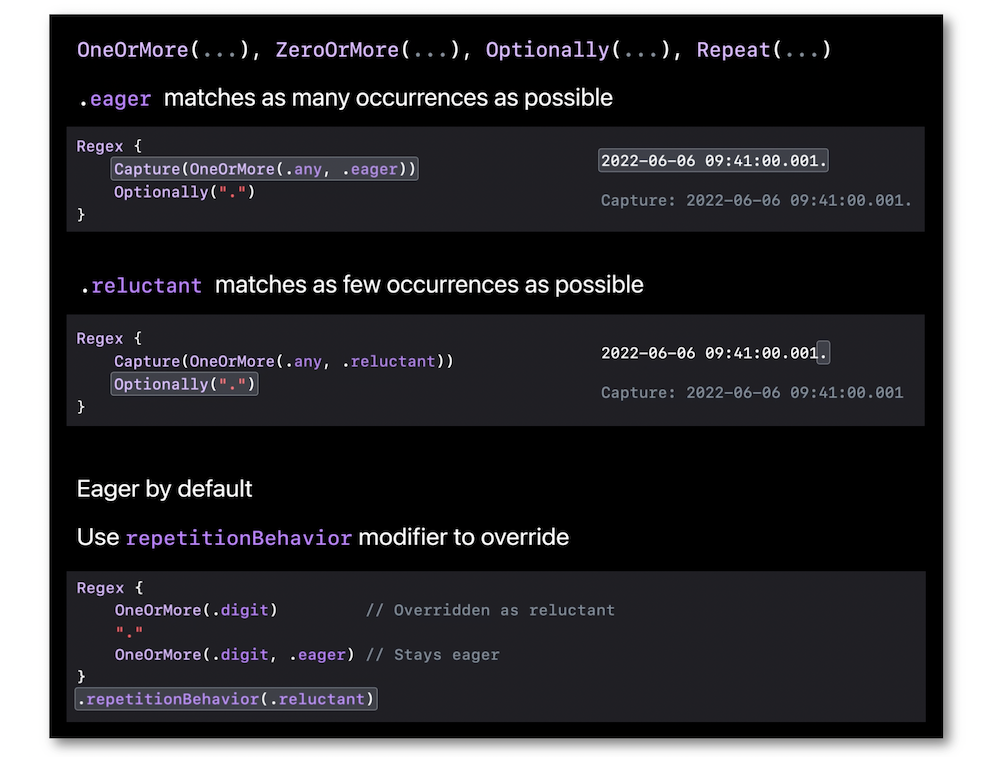 OneOrMore(...), ZeroOrMore(...), Optionally(...), Repeat(...)
.eager matches as many occurrences as possible
Regex {
    Capture(OneOrMore(.any, .eager))
    Optionally(".")
}
2022-06-06 09:41:00.001.
Capture: 2022-06-06 09:41:00.001.
.reluctant matches as few occurrences as possible
Regex {
    Capture(OneOrMore(.any, .reluctant))
    Optionally(".")
}
2022-06-06 09:41:00.001.
Capture: 2022-06-06 09:41:00.001
Eager by default
Use repetitionBehavior modifier to override
Regex {
    OneOrMore(.digit)         // Overridden as reluctant
    "."
    OneOrMore(.digit, .eager) // Stays eager
}
.repetitionBehavior(.reluctant)